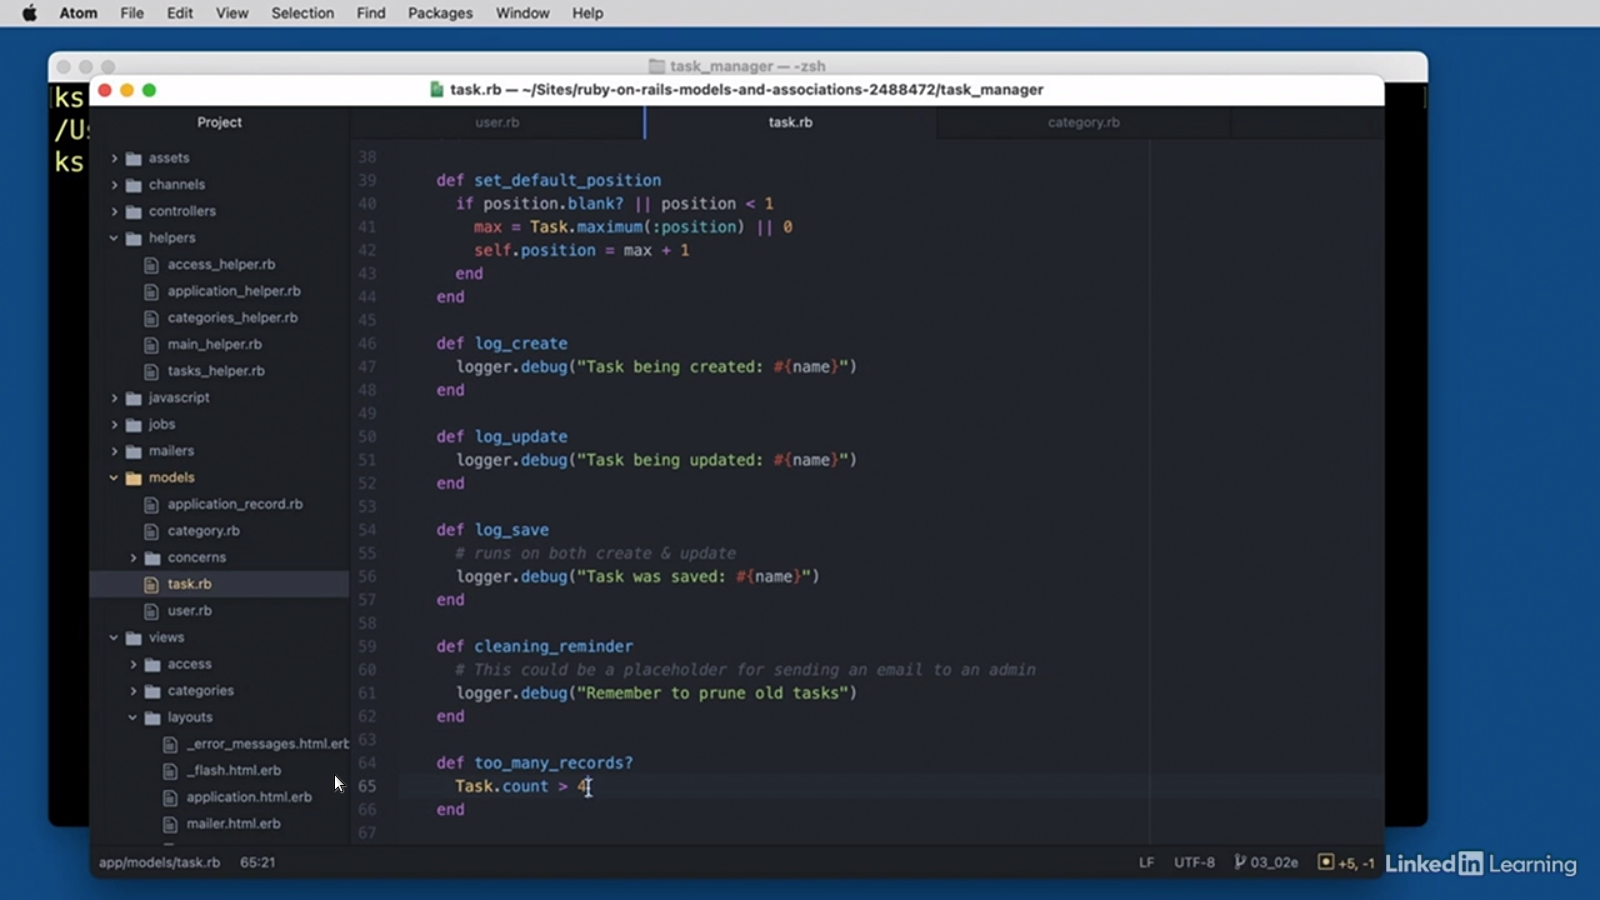 Atom File Edit View Selection Find Packages Window Help
task_manager — -zsh
ks
/Us
ks
task.rb — ~/Sites/ruby-on-rails-models-and-associations-2488472/task_manager
Project
user.rb
task.rb
category.rb
assets
channels
controllers
helpers
access_helper.rb
application_helper.rb
categories_helper.rb
main_helper.rb
tasks_helper.rb
javascript
jobs
mailers
models
application_record.rb
category.rb
concerns
task.rb
user.rb
views
access
categories
layouts
_error_messages.html.erb
_flash.html.erb
application.html.erb
mailer.html.erb
38
39 def set_default_position
40 if position.blank? || position < 1
41 max = Task.maximum(:position) || 0
42 self.position = max + 1
43 end
44 end
45
46 def log_create
47 logger.debug("Task being created: #{name}")
48 end
49
50 def log_update
51 logger.debug("Task being updated: #{name}")
52 end
53
54 def log_save
55 # runs on both create & update
56 logger.debug("Task was saved: #{name}")
57 end
58
59 def cleaning_reminder
60 # This could be a placeholder for sending an email to an admin
61 logger.debug("Remember to prune old tasks")
62 end
63
64 def too_many_records?
65 Task.count > 4
66 end
67
app/models/task.rb 65:21
LF UTF-8 03_02e +5, -1
LinkedIn Learning